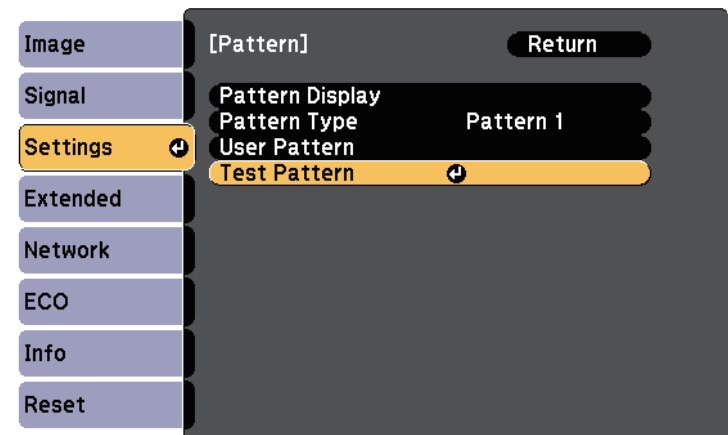 Image
Signal
Settings
Extended
Network
ECO
Info
Reset
[Pattern] Return
Pattern Display
Pattern Type Pattern 1
User Pattern
Test Pattern